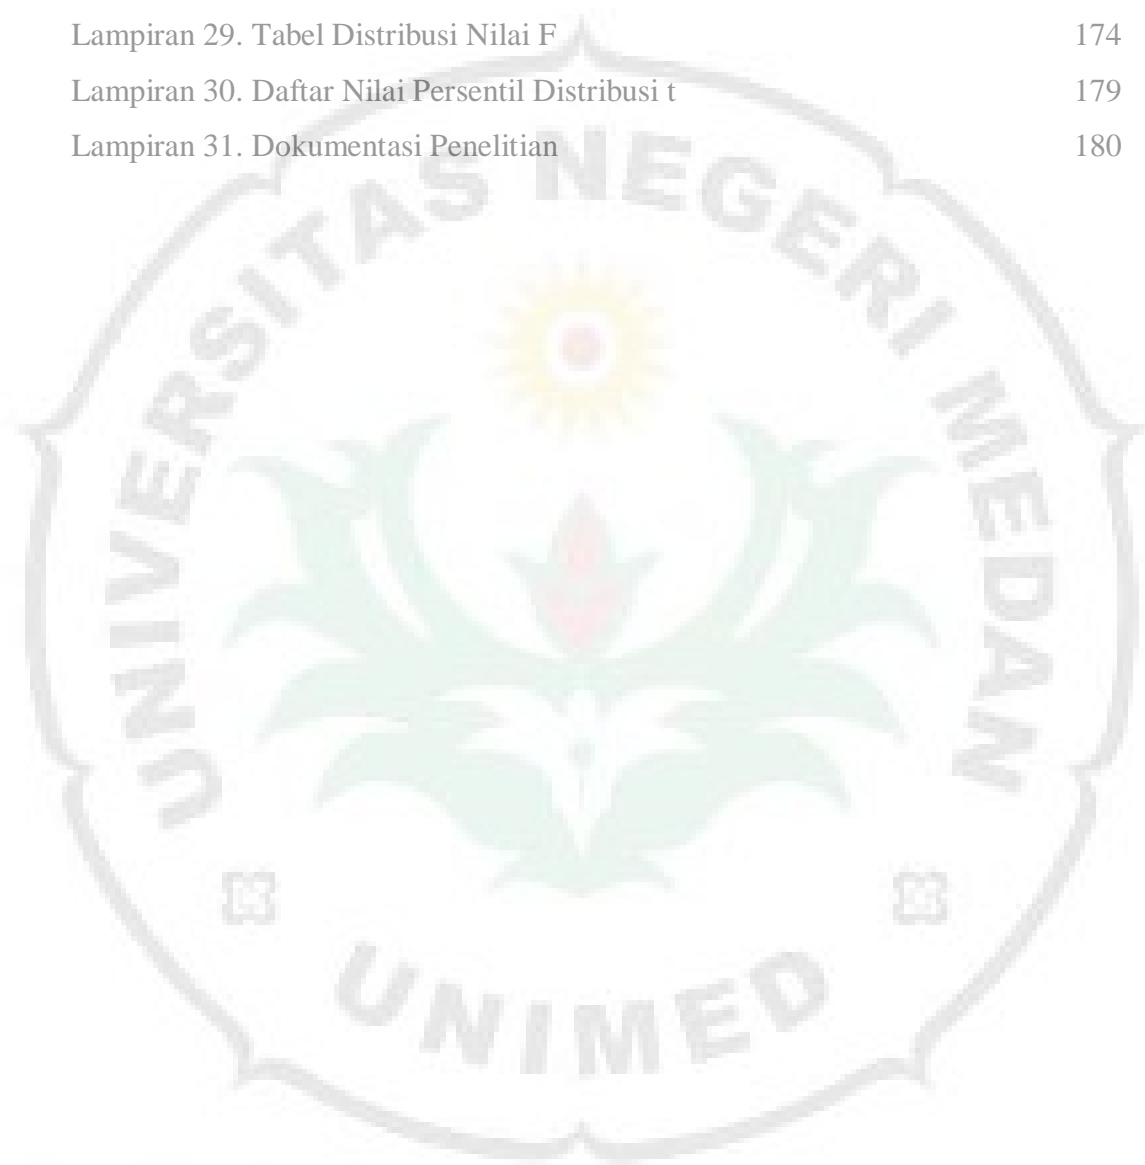 Lampiran 29. Tabel Distribusi Nilai F 174
Lampiran 30. Daftar Nilai Persentil Distribusi t 179
Lampiran 31. Dokumentasi Penelitian 180
UNIVERSITAS NEGERI MEDAN
UNIMED